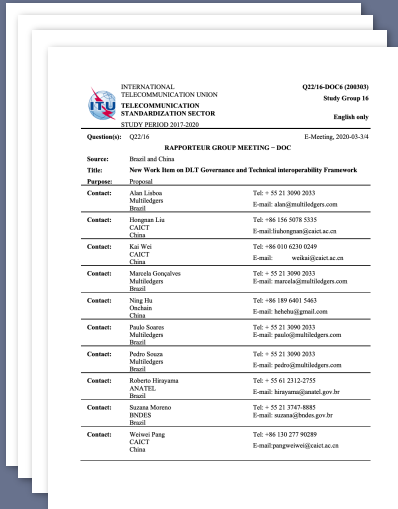 INTERNATIONAL
TELECOMMUNICATION UNION
TELECOMMUNICATION
STANDARDIZATION SECTOR
STUDY PERIOD 2017-2020
Q22/16-DOC6 (200303)
Study Group 16
English only
ITU
Question(s): Q22/16 E-Meeting, 2020-03-3/4
RAPPORTEUR GROUP MEETING – DOC
Source: Brazil and China
Title: New Work Item on DLT Governance and Technical interoperability Framework
Purpose: Proposal
Contact: Alan Lisboa Tel: + 55 21 3090 2033
Multiledgers E-mail: alan@multiledgers.com
Brazil
Contact: Hongnan Liu Tel: +86 156 5078 5335
CAICT E-mail:liuhongnan@caict.ac.cn
China
Contact: Kai Wei Tel: +86 010 6230 0249
CAICT E-mail: weikai@caict.ac.cn
China
Contact: Marcela Gonçalves Tel: + 55 21 3090 2033
Multiledgers E-mail: marcela@multiledgers.com
Brazil
Contact: Ning Hu Tel: +86 189 6401 5463
Onchain E-mail: hehehu@gmail.com
China
Contact: Paulo Soares Tel: + 55 21 3090 2033
Multiledgers E-mail: paulo@multiledgers.com
Brazil
Contact: Pedro Souza Tel: + 55 21 3090 2033
Multiledgers E-mail: pedro@multiledgers.com
Brazil
Contact: Roberto Hirayama Tel: + 55 61 2312-2755
ANATEL E-mail: hirayama@anatel.gov.br
Brazil
Contact: Suzana Moreno Tel: + 55 21 3747-8885
BNDES E-mail: suzana@bndes.gov.br
Brazil
Contact: Weiwei Pang Tel: +86 130 277 90289
CAICT E-mail:pangweiwei@caict.ac.cn
China